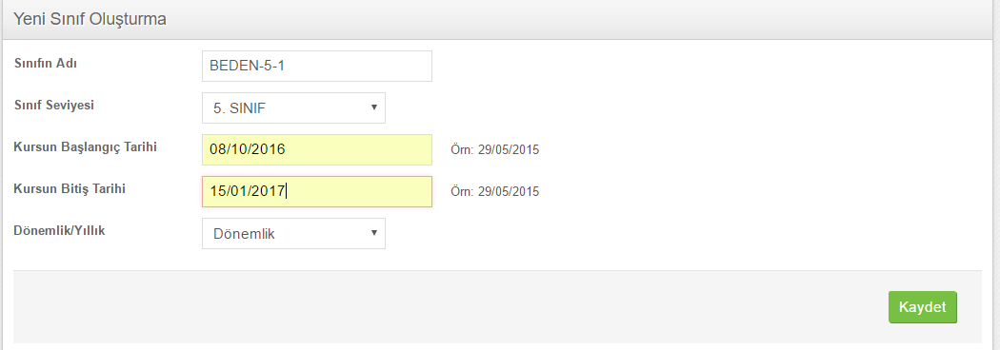 Yeni Sınıf Oluşturma
Sınıfın Adı BEDEN-5-1
Sınıf Seviyesi 5. SINIF
Kursun Başlangıç Tarihi 08/10/2016 Örn: 29/05/2015
Kursun Bitiş Tarihi 15/01/2017 Örn: 29/05/2015
Dönemlik/Yıllık Dönemlik
Kaydet